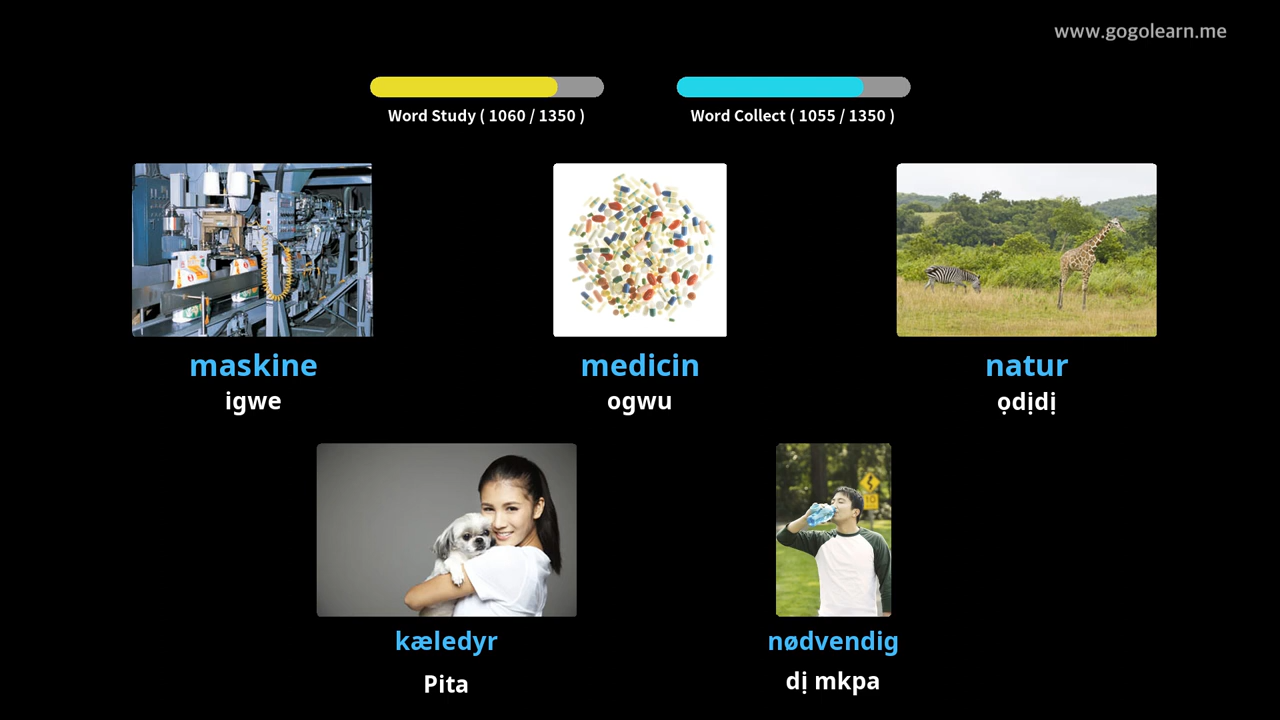 www.gogolearn.me
Word Study ( 1060 / 1350 )
Word Collect ( 1055 / 1350 )
maskine
igwe
medicin
ogwu
natur
ọdịdị
kæledyr
Pita
nødvendig
dị mkpa